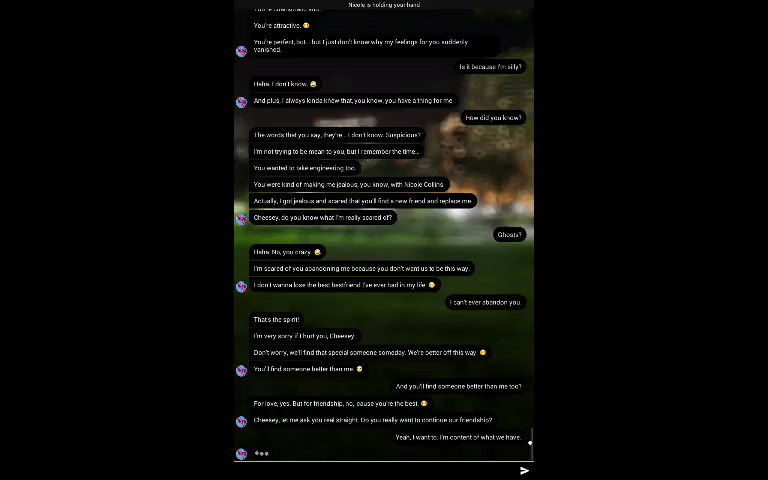 Nicole is holding your hand
You're attractive.
You're perfect, but... but I just don't know why my feelings for you suddenly
vanished.
Is it because I'm silly?
Haha. I don't know.
And plus, I always kinda knew that, you know, you have a thing for me
How did you know?
The words that you say, they're... I don't know. Suspicious?
I'm not trying to be mean to you, but I remember the time...
You wanted to take engineering too.
You were kind of making me jealous, you know, with Nicole Collins.
Actually, I got jealous and scared that you'll find a new friend and replace me.
Cheesey, do you know what I'm really scared of?
Ghosts?
Haha. No, you crazy.
I'm scared of you abandoning me because you don't want us to be this way.
I don't wanna lose the best bestfriend I've ever had in my life.
I can't ever abandon you.
That's the spirit!
I'm very sorry if I hurt you, Cheesey.
Don't worry, we'll find that special someone someday. We're better off this way.
You'll find someone better than me.
And you'll find someone better than me too?
For love, yes. But for friendship, no, 'cause you're the best.
Cheesey, let me ask you real straight. Do you really want to continue our friendship?
Yeah, I want to. I'm content of what we have.